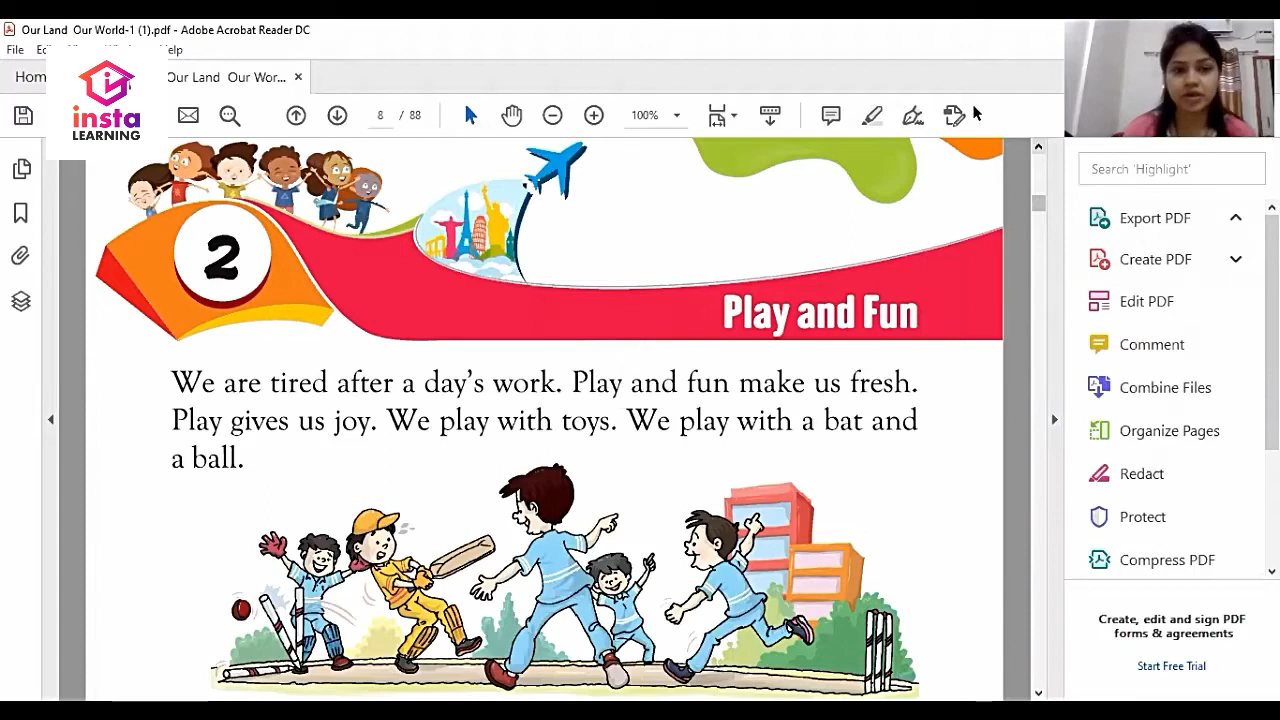 Our Land Our World-1 (1).pdf - Adobe Acrobat Reader DC
File
Hom
Our Land Our Wor...
insta
LEARNING
8 / 88
100%
Search 'Highlight'
Export PDF
Create PDF
Edit PDF
Comment
Combine Files
Organize Pages
Redact
Protect
Compress PDF
Create, edit and sign PDF
forms & agreements
Start Free Trial
2
Play and Fun
We are tired after a day's work. Play and fun make us fresh.
Play gives us joy. We play with toys. We play with a bat and
a ball.